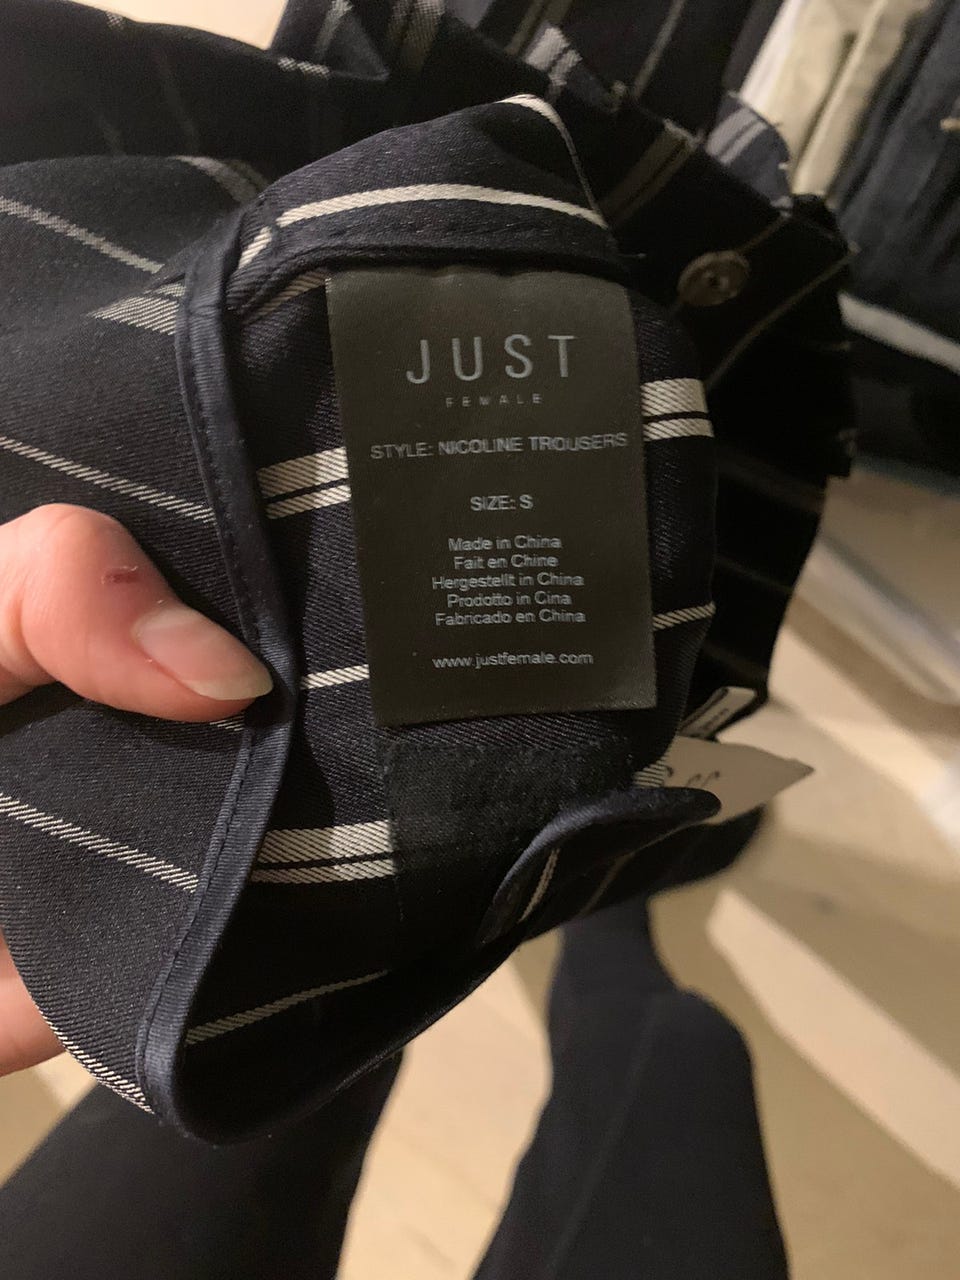 JUST
FEMALE
STYLE: NICOLINE TROUSERS
SIZE: S
Made in China
Fait en Chine
Hergestellt in China
Prodotto in Cina
Fabricado en China
www.justfemale.com